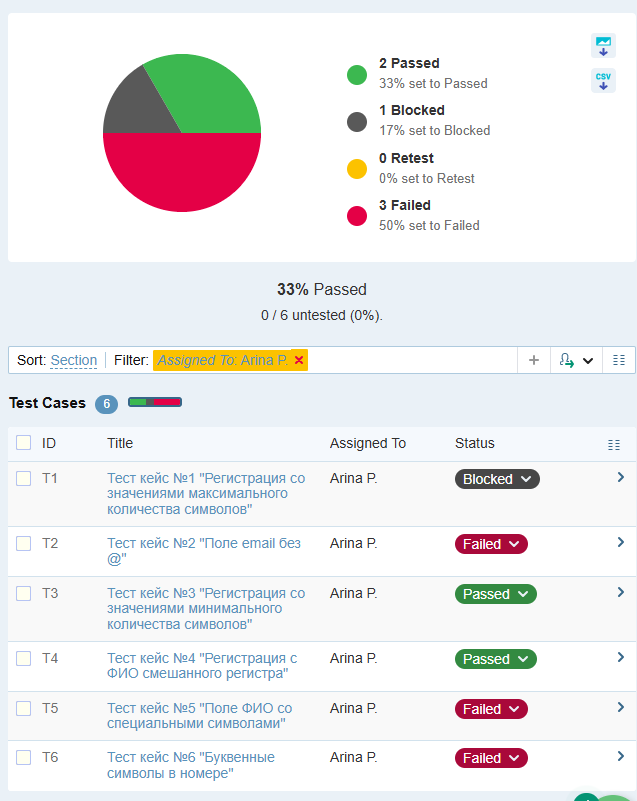 2 Passed
33% set to Passed
1 Blocked
17% set to Blocked
0 Retest
0% set to Retest
3 Failed
50% set to Failed
CSV
33% Passed
0 / 6 untested (0%).
Sort: Section Filter: Assigned To: Arina P.
Test Cases 6
ID Title Assigned To Status
T1 Тест кейс №1 "Регистрация со Arina P. Blocked
значениями максимального
количества символов"
T2 Тест кейс №2 "Поле email без Arina P. Failed
@"
T3 Тест кейс №3 "Регистрация со Arina P. Passed
значениями минимального
количества символов"
T4 Тест кейс №4 "Регистрация с Arina P. Passed
ФИО смешанного регистра"
T5 Тест кейс №5 "Поле ФИО со Arina P. Failed
специальными символами"
T6 Тест кейс №6 "Буквенные Arina P. Failed
символы в номере"